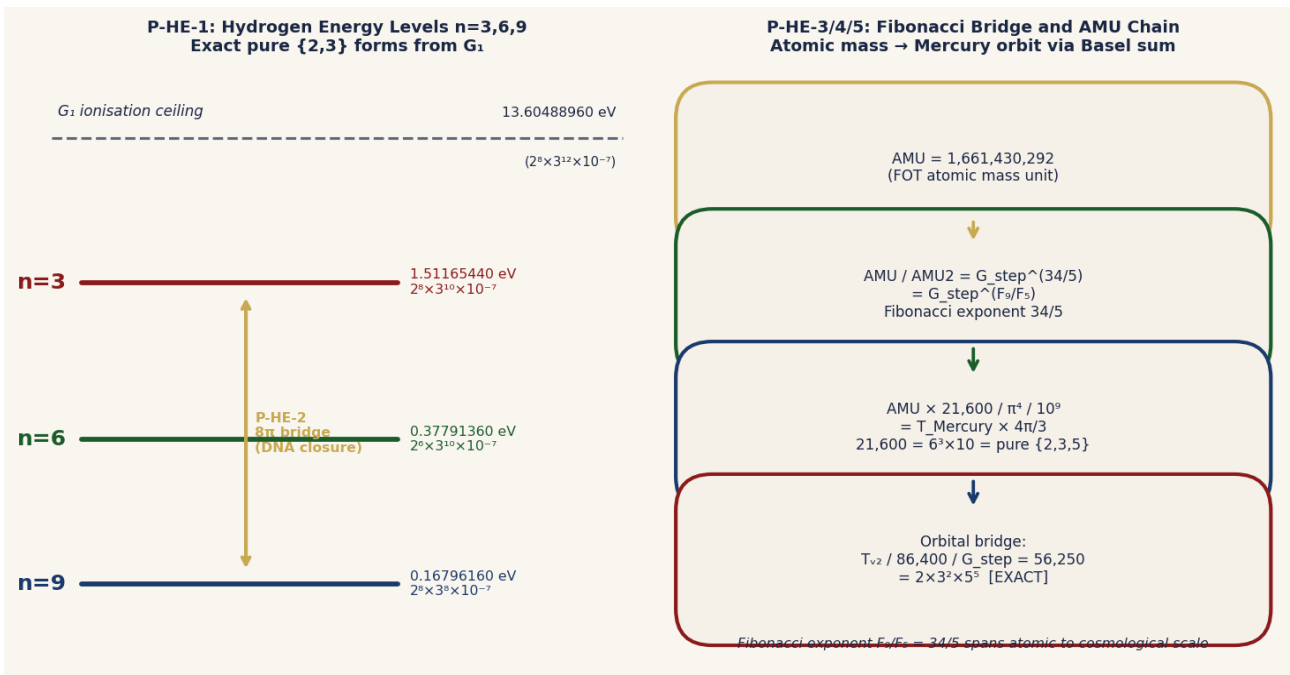 P-HE-1: Hydrogen Energy Levels n=3,6,9
Exact pure {2,3} forms from G₁
G₁ ionisation ceiling
13.60488960 eV
(2⁸×3¹²×10⁻⁷)
n=3
1.51165440 eV
2⁸×3¹⁰×10⁻⁷
P-HE-2
8π bridge
(DNA closure)
n=6
0.37791360 eV
2⁶×3¹⁰×10⁻⁷
n=9
0.16796160 eV
2⁸×3⁸×10⁻⁷
P-HE-3/4/5: Fibonacci Bridge and AMU Chain
Atomic mass → Mercury orbit via Basel sum
AMU = 1,661,430,292
(FOT atomic mass unit)
AMU / AMU2 = G_step^(34/5)
= G_step^(F₉/F₅)
Fibonacci exponent 34/5
AMU × 21,600 / π⁴ / 10⁹
= T_Mercury × 4π/3
21,600 = 6³×10 = pure {2,3,5}
Orbital bridge:
Tᵥ₂ / 86,400 / G_step = 56,250
= 2×3²×5⁵ [EXACT]
Fibonacci exponent F₉/F₅ = 34/5 spans atomic to cosmological scale